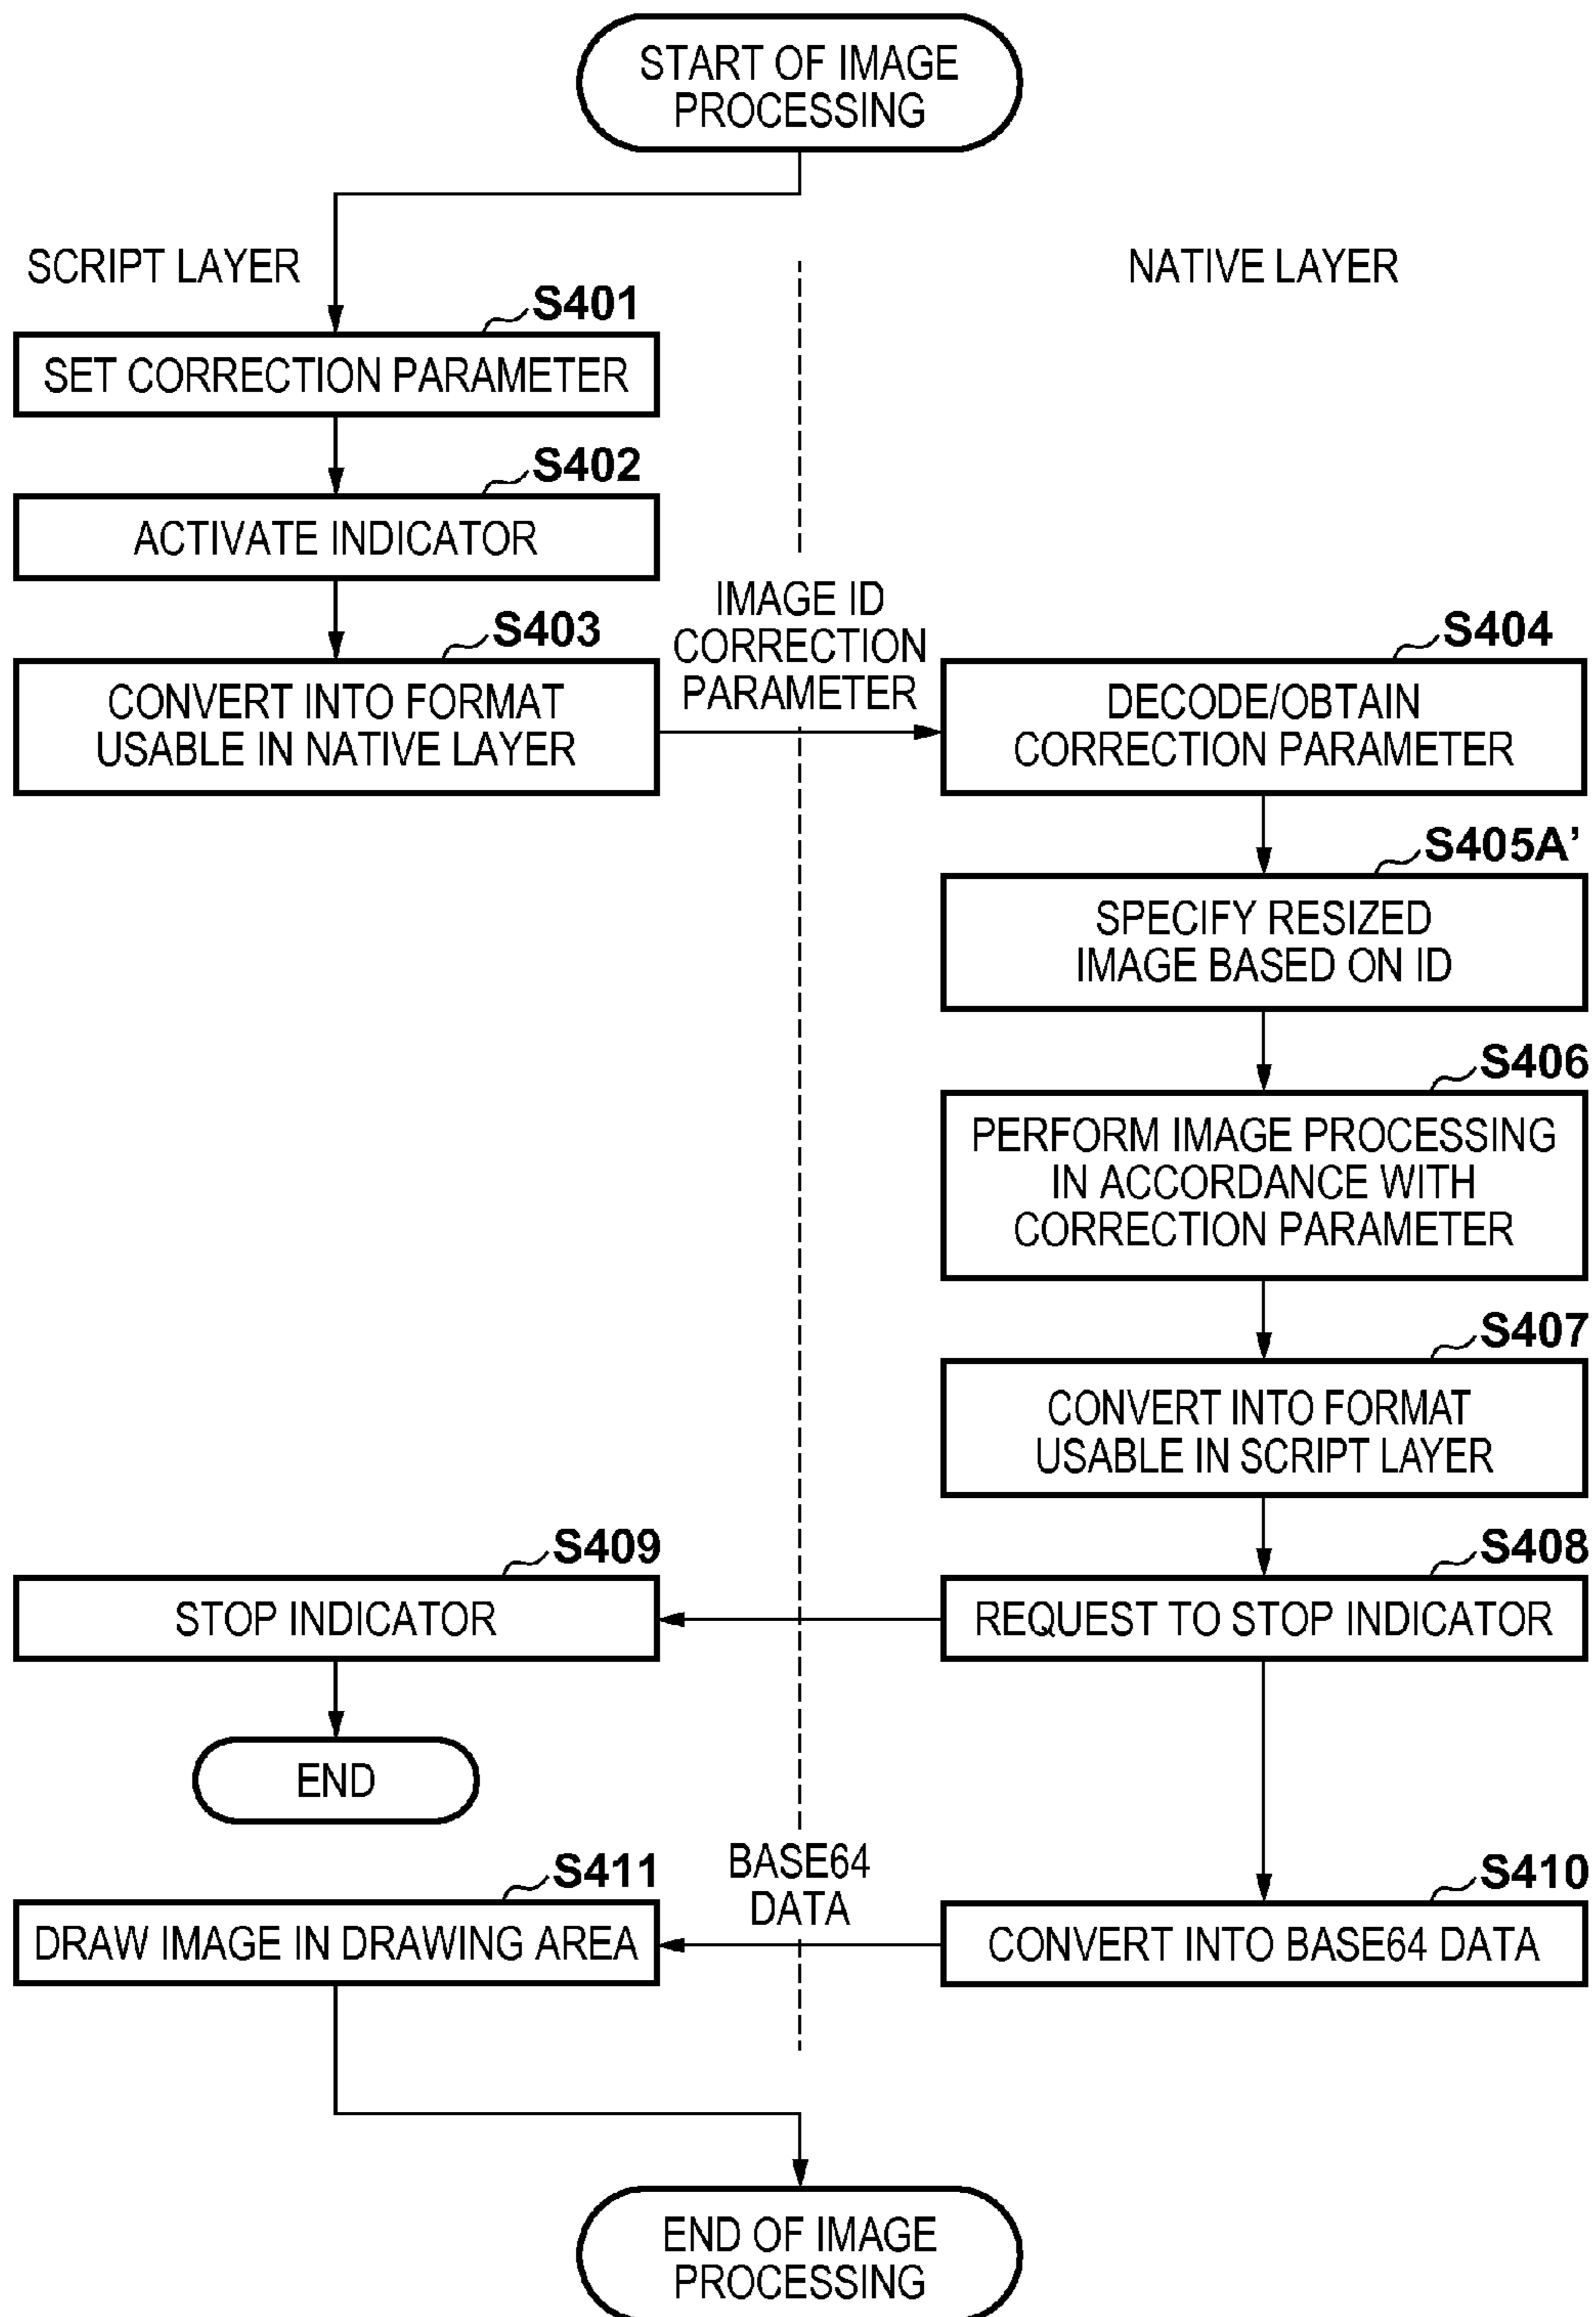 START OF IMAGE
PROCESSING
SCRIPT LAYER
NATIVE LAYER
S401
SET CORRECTION PARAMETER
S402
ACTIVATE INDICATOR
S403
CONVERT INTO FORMAT
USABLE IN NATIVE LAYER
IMAGE ID
CORRECTION
PARAMETER
S404
DECODE/OBTAIN
CORRECTION PARAMETER
S405A’
SPECIFY RESIZED
IMAGE BASED ON ID
S406
PERFORM IMAGE PROCESSING
IN ACCORDANCE WITH
CORRECTION PARAMETER
S407
CONVERT INTO FORMAT
USABLE IN SCRIPT LAYER
S408
REQUEST TO STOP INDICATOR
S409
STOP INDICATOR
END
S410
CONVERT INTO BASE64 DATA
BASE64
DATA
S411
DRAW IMAGE IN DRAWING AREA
END OF IMAGE
PROCESSING